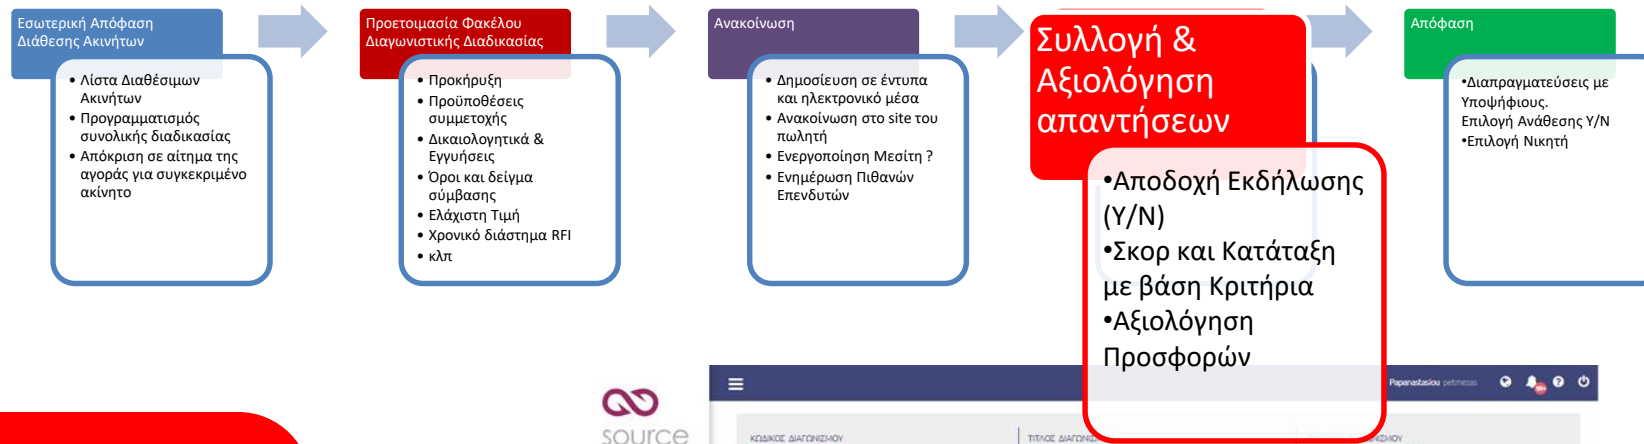 Εσωτερική Απόφαση
Διάθεσης Ακινήτων
• Λίστα Διαθέσιμων
Ακινήτων
• Προγραμματισμός
συνολικής διαδικασίας
• Απόκριση σε αίτημα της
αγοράς για συγκεκριμένο
ακίνητο
Προετοιμασία Φακέλου
Διαγωνιστικής Διαδικασίας
• Προκήρυξη
• Προϋποθέσεις
συμμετοχής
• Δικαιολογητικά &
Εγγυήσεις
• Όροι και δείγμα
σύμβασης
• Ελάχιστη Τιμή
• Χρονικό διάστημα RFI
• κλπ
Ανακοίνωση
• Δημοσίευση σε έντυπα
και ηλεκτρονικό μέσα
• Ανακοίνωση στο site του
πωλητή
• Ενεργοποίηση Μεσίτη ?
• Ενημέρωση Πιθανών
Επενδυτών
Συλλογή &
Αξιολόγηση
απαντήσεων
•Αποδοχή Εκδήλωσης
(Y/N)
•Σκορ και Κατάταξη
με βάση Κριτήρια
•Αξιολόγηση
Προσφορών
Απόφαση
•Διαπραγματεύσεις με
Υποψήφιους.
Επιλογή Ανάθεσης Y/N
•Επιλογή Νικητή
source
Papanastasiou petmezas
ΚΩΔΙΚΟΣ ΔΙΑΓΩΝΙΣΜΟΥ
ΤΙΤΛΟΣ